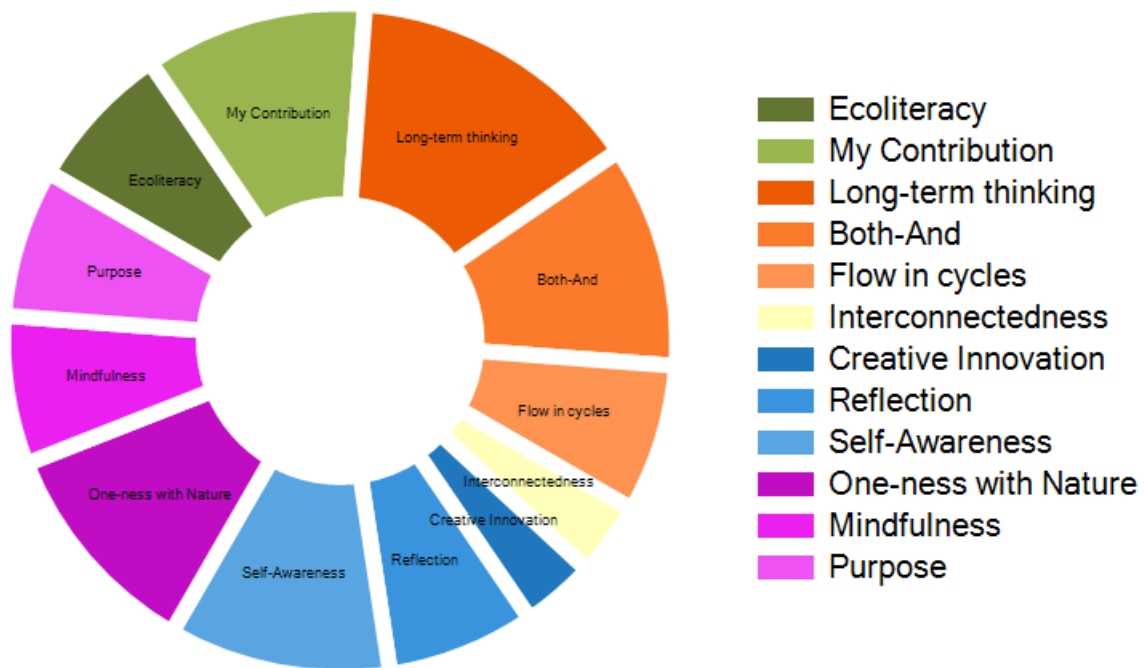 My Contribution
Long-term thinking
Ecoliteracy
Purpose
Both-And
Mindfulness
Flow in cycles
One-ness with Nature
Interconnectedness
Creative Innovation
Reflection
Self-Awareness
Ecoliteracy
My Contribution
Long-term thinking
Both-And
Flow in cycles
Interconnectedness
Creative Innovation
Reflection
Self-Awareness
One-ness with Nature
Mindfulness
Purpose